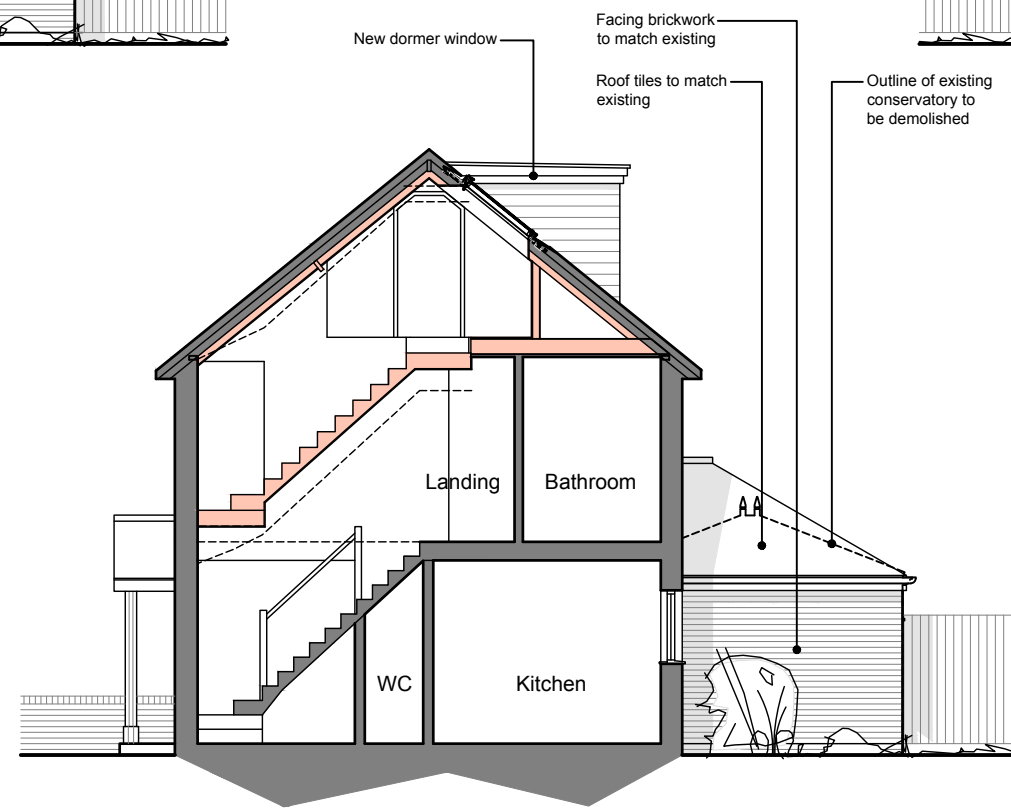 Facing brickwork
to match existing
New dormer window
Roof tiles to match
existing
Outline of existing
conservatory to
be demolished
Landing
Bathroom
WC
Kitchen